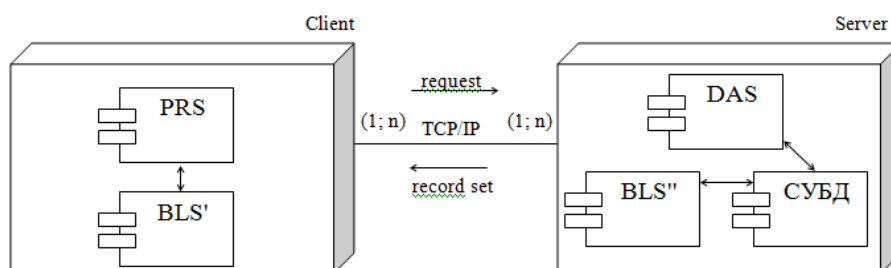 Client
Server
request
PRS
DAS
(1; n)
TCP/IP
(1; n)
record set
BLS'
BLS"
СУБД